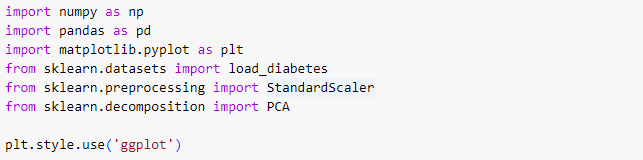 import numpy as np
import pandas as pd
import matplotlib.pyplot as plt
from sklearn.datasets import load_diabetes
from sklearn.preprocessing import StandardScaler
from sklearn.decomposition import PCA

plt.style.use('ggplot')